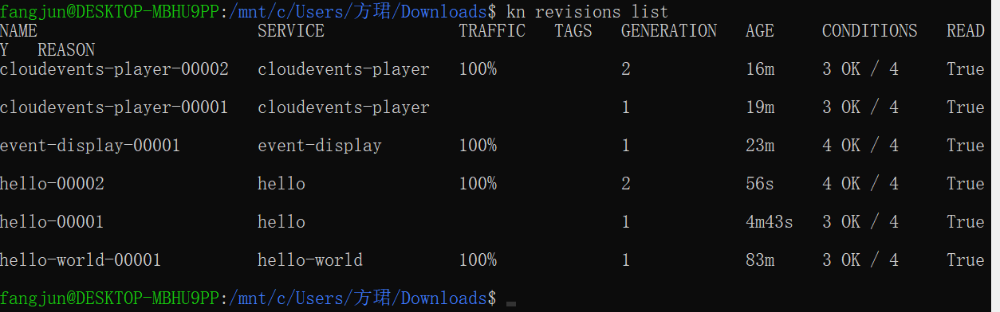 fangjun@DESKTOP-MBHU9PP:/mnt/c/Users/方珺/Downloads$ kn revisions list
NAME SERVICE TRAFFIC TAGS GENERATION AGE CONDITIONS READ
Y REASON
cloudevents-player-00002 cloudevents-player 100% 2 16m 3 OK / 4 True
cloudevents-player-00001 cloudevents-player 1 19m 3 OK / 4 True
event-display-00001 event-display 100% 1 23m 4 OK / 4 True
hello-00002 hello 100% 2 56s 4 OK / 4 True
hello-00001 hello 1 4m43s 3 OK / 4 True
hello-world-00001 hello-world 100% 1 83m 3 OK / 4 True
fangjun@DESKTOP-MBHU9PP:/mnt/c/Users/方珺/Downloads$